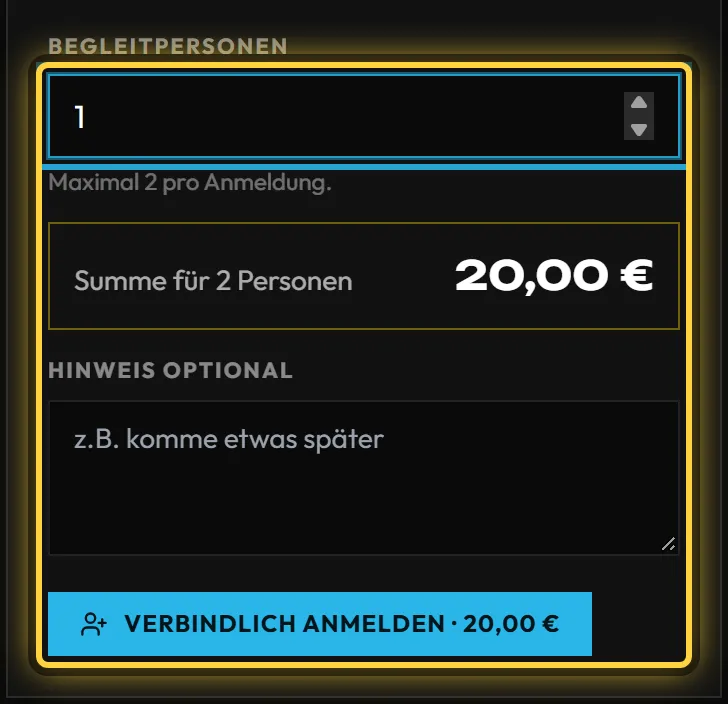 BEGLEITPERSONEN
1
Maximal 2 pro Anmeldung.
Summe für 2 Personen 20,00 €
HINWEIS OPTIONAL
z.B. komme etwas später
VERBINDLICH ANMELDEN · 20,00 €